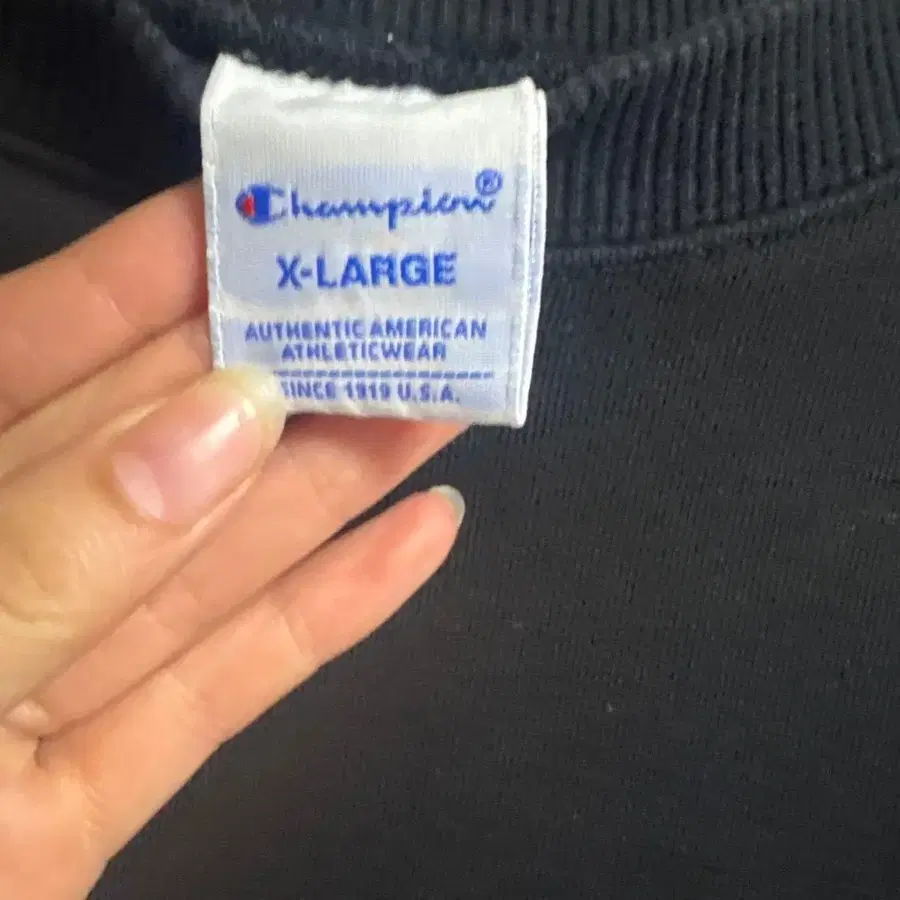 Champion®
X-LARGE
AUTHENTIC AMERICAN
ATHLETICWEAR
SINCE 1919 U.S.A.